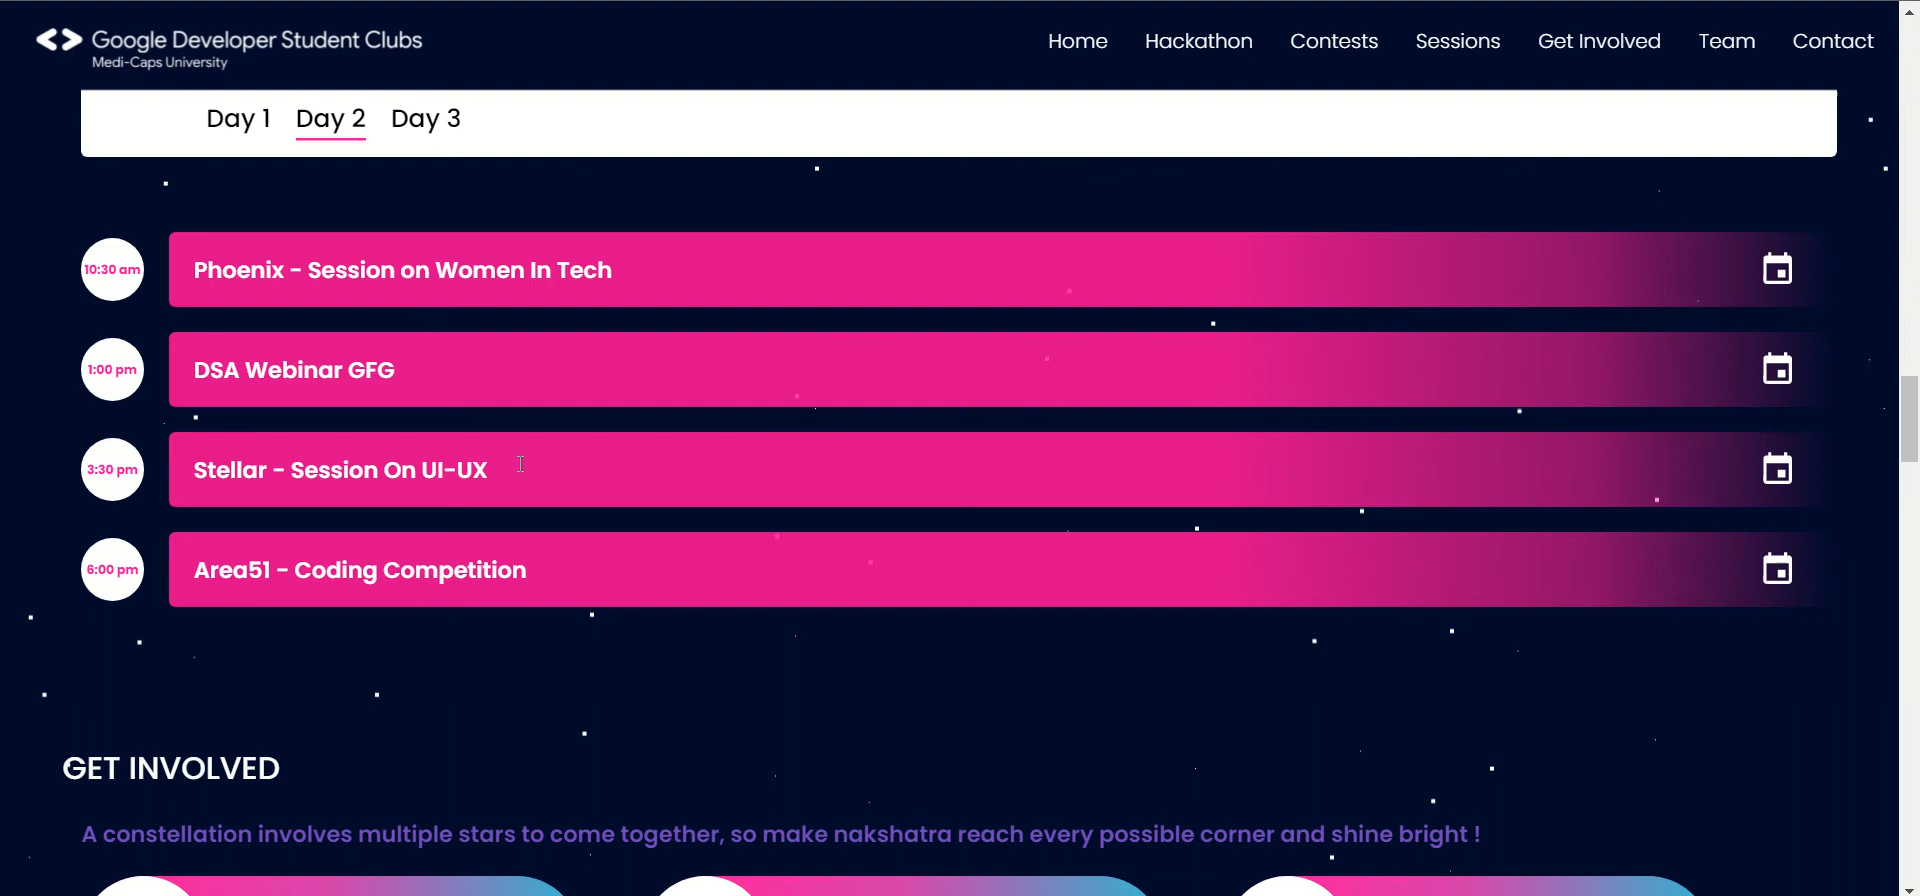 Google Developer Student Clubs
Medi-Caps University
Home Hackathon Contests Sessions Get Involved Team Contact
Day 1 Day 2 Day 3
10:30 am Phoenix - Session on Women In Tech
1:00 pm DSA Webinar GFG
3:30 pm Stellar - Session On UI-UX
6:00 pm Area51 - Coding Competition
GET INVOLVED
A constellation involves multiple stars to come together, so make nakshatra reach every possible corner and shine bright !